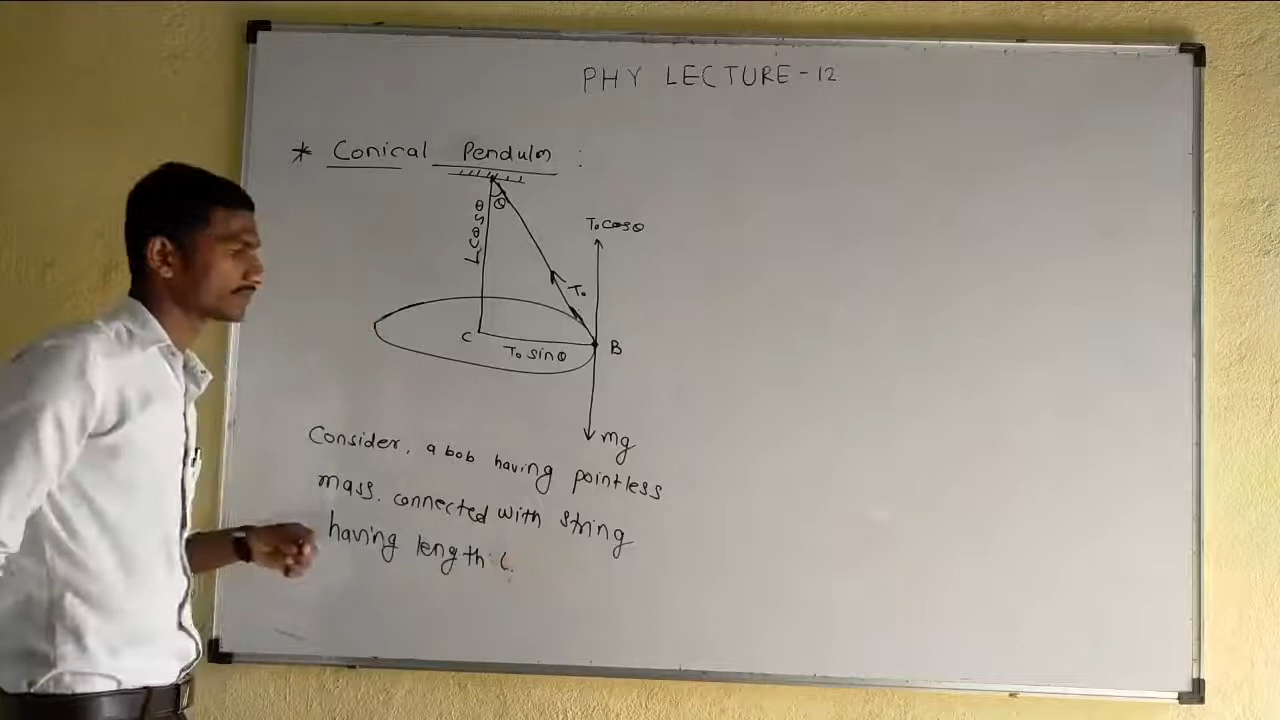 PHY LECTURE-12
* Conical Pendulm :
θ
Lcosθ
T₀cosθ
T₀
C
T₀ sinθ
B
mg
Consider, a bob having pointless
mass. connected with string
having length L.